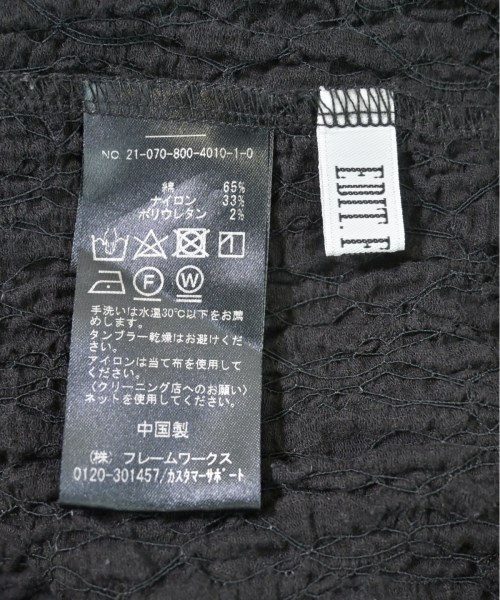 NO. 21-070-800-4010-1-0
綿 65%
ナイロン 33%
ポリウレタン 2%
手洗いは水温30℃以下をお薦
めします。
タンブラー乾燥はお避けくだ
さい。
アイロンは当て布を使用して
ください。
〈クリーニング店へのお願い〉
ネットを使用してください。
中国製
(株) フレームワークス
0120-301457/カスタマーサポート
EDIT. F
F
W